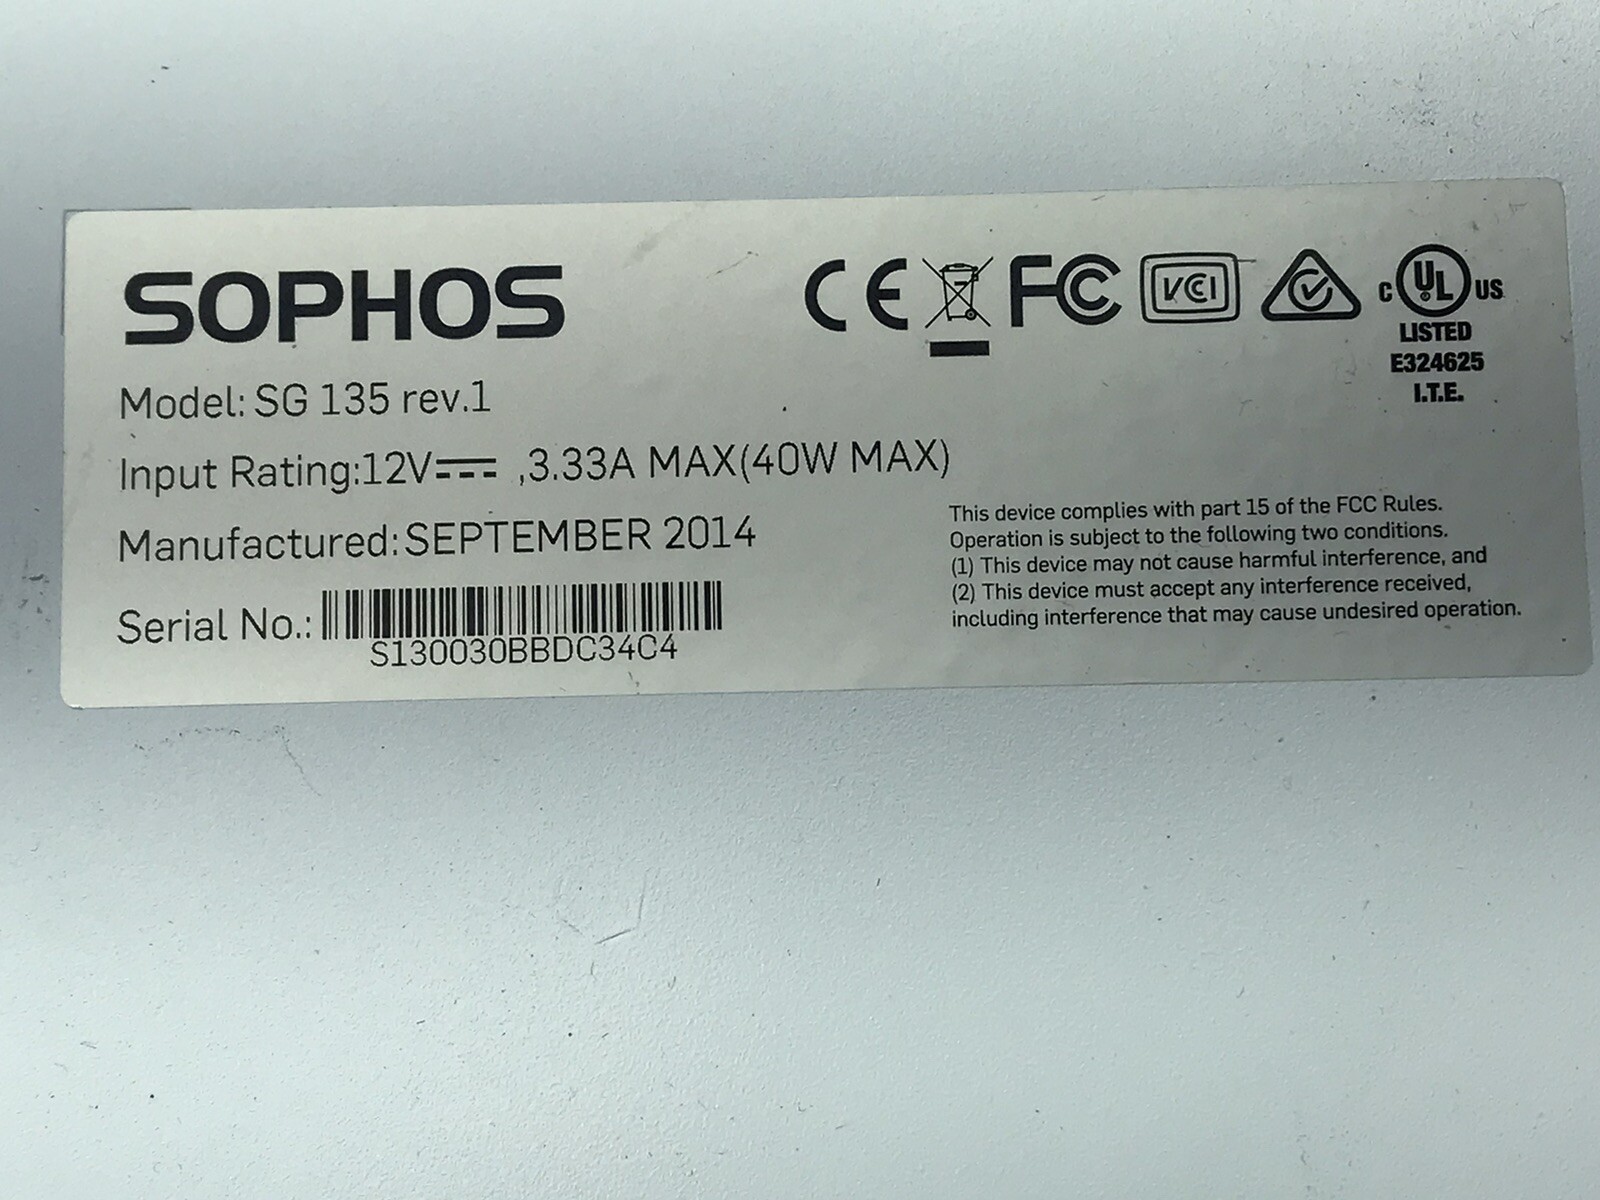 SOPHOS
CE FC VCI C UL US
LISTED
E324625
I.T.E.
Model: SG 135 rev.1
Input Rating:12V⎓ ,3.33A MAX(40W MAX)
Manufactured:SEPTEMBER 2014
Serial No.:
S130030BBDC34C4
This device complies with part 15 of the FCC Rules.
Operation is subject to the following two conditions.
(1) This device may not cause harmful interference, and
(2) This device must accept any interference received,
including interference that may cause undesired operation.